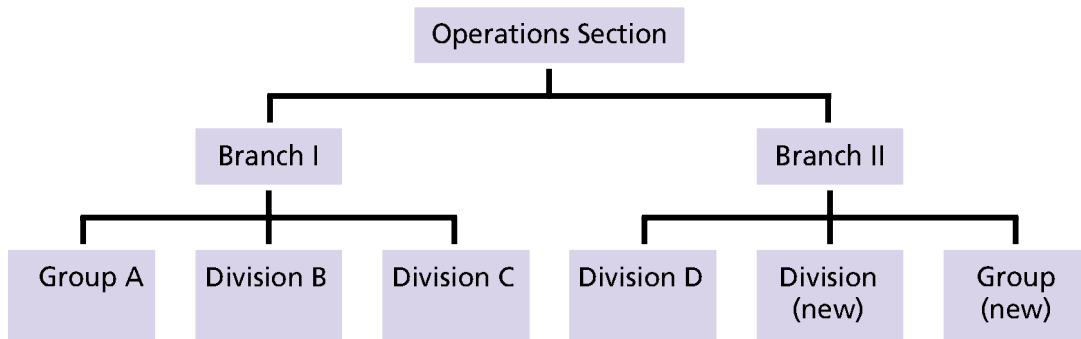 Operations Section
Branch I
Branch II
Group A
Division B
Division C
Division D
Division
(new)
Group
(new)